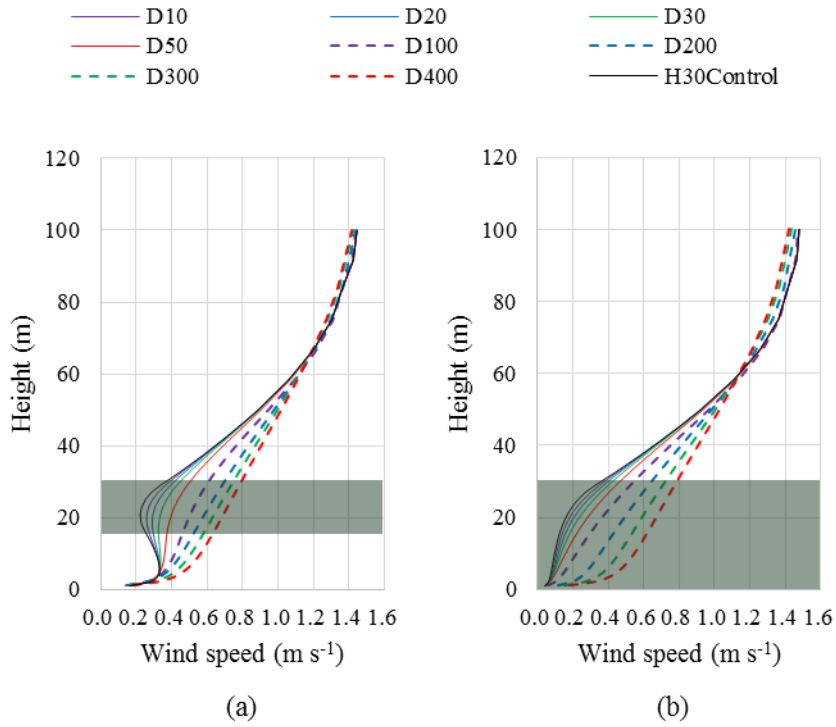 D10 D20 D30
D50 D100 D200
D300 D400 H30Control
120 120
100 100
80 80
60 60
40 40
20 20
0 0
Height (m) Height (m)
0.0 0.2 0.4 0.6 0.8 1.0 1.2 1.4 1.6 0.0 0.2 0.4 0.6 0.8 1.0 1.2 1.4 1.6
Wind speed (m s⁻¹) Wind speed (m s⁻¹)
(a) (b)